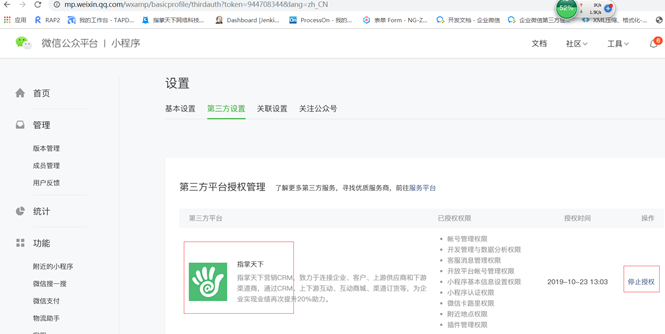 mp.weixin.qq.com/wxamp/basicprofile/thirdauth?token=944708344&lang=zh_CN
应用 RAP2 我的工作台 - TAPD... 指掌天下网络科技... Dashboard [Jenki... ProcessOn - 我的... 表单 Form - NG-Z... 开发文档 - 企业微信 企业微信第三方... XML压缩, 格式化-...
52%
微信公众平台 | 小程序
文档 社区 工具 8
首页
管理
版本管理
成员管理
用户反馈
统计
功能
附近的小程序
微信搜一搜
微信支付
物流助手
设置
基本设置 第三方设置 关联设置 关注公众号
第三方平台授权管理 了解更多第三方服务，寻找优质服务商，前往服务平台
第三方平台 已授权权限 授权时间 操作
指掌天下
指掌天下营销CRM，致力于连接企业、客户、上游供应商和下游
渠道商，通过CRM、上下游互动、互动商城、渠道订货等，为企
业实现业绩再次提升20%助力。
帐号管理权限
开发管理与数据分析权限
客服消息管理权限
开放平台帐号管理权限
小程序基本信息设置权限
小程序认证权限
微信卡路里权限
附近地点权限
插件管理权限
2019-10-23 13:03
停止授权